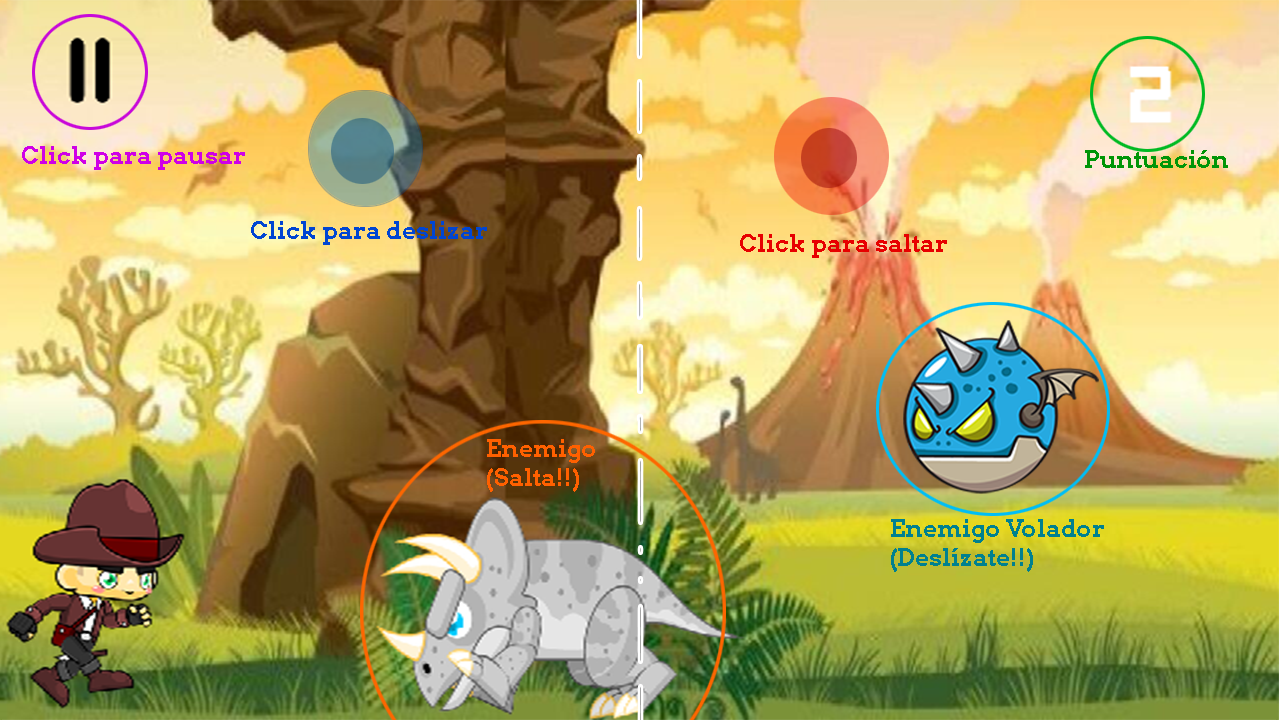 2
Click para pausar
Puntuación
Click para deslizar
Click para saltar
Enemigo
(Salta!!)
Enemigo Volador
(Deslízate!!)